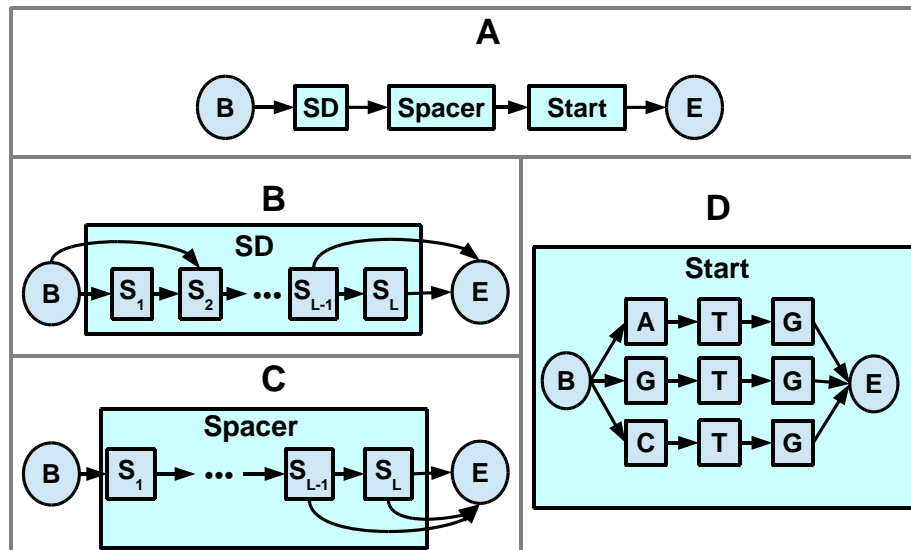 A
B SD Spacer Start E
B
SD
B S1 S2 ... SL-1 SL E
C
Spacer
B S1 ... SL-1 SL E
D
Start
A T G
B G T G E
C T G